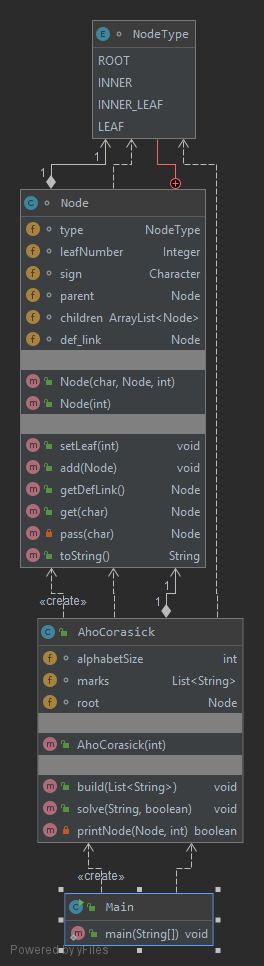 NodeType
ROOT
INNER
INNER_LEAF
LEAF
1
1
Node
type NodeType
leafNumber Integer
sign Character
parent Node
children ArrayList<Node>
def_link Node
Node(char, Node, int)
Node(int)
setLeaf(int) void
add(Node) void
getDefLink() Node
get(char) Node
pass(char) Node
toString() String
1
«create»
1
AhoCorasick
alphabetSize int
marks List<String>
root Node
AhoCorasick(int)
build(List<String>) void
solve(String, boolean) void
printNode(Node, int) boolean
«create»
Main
main(String[]) void
Powered by yFiles